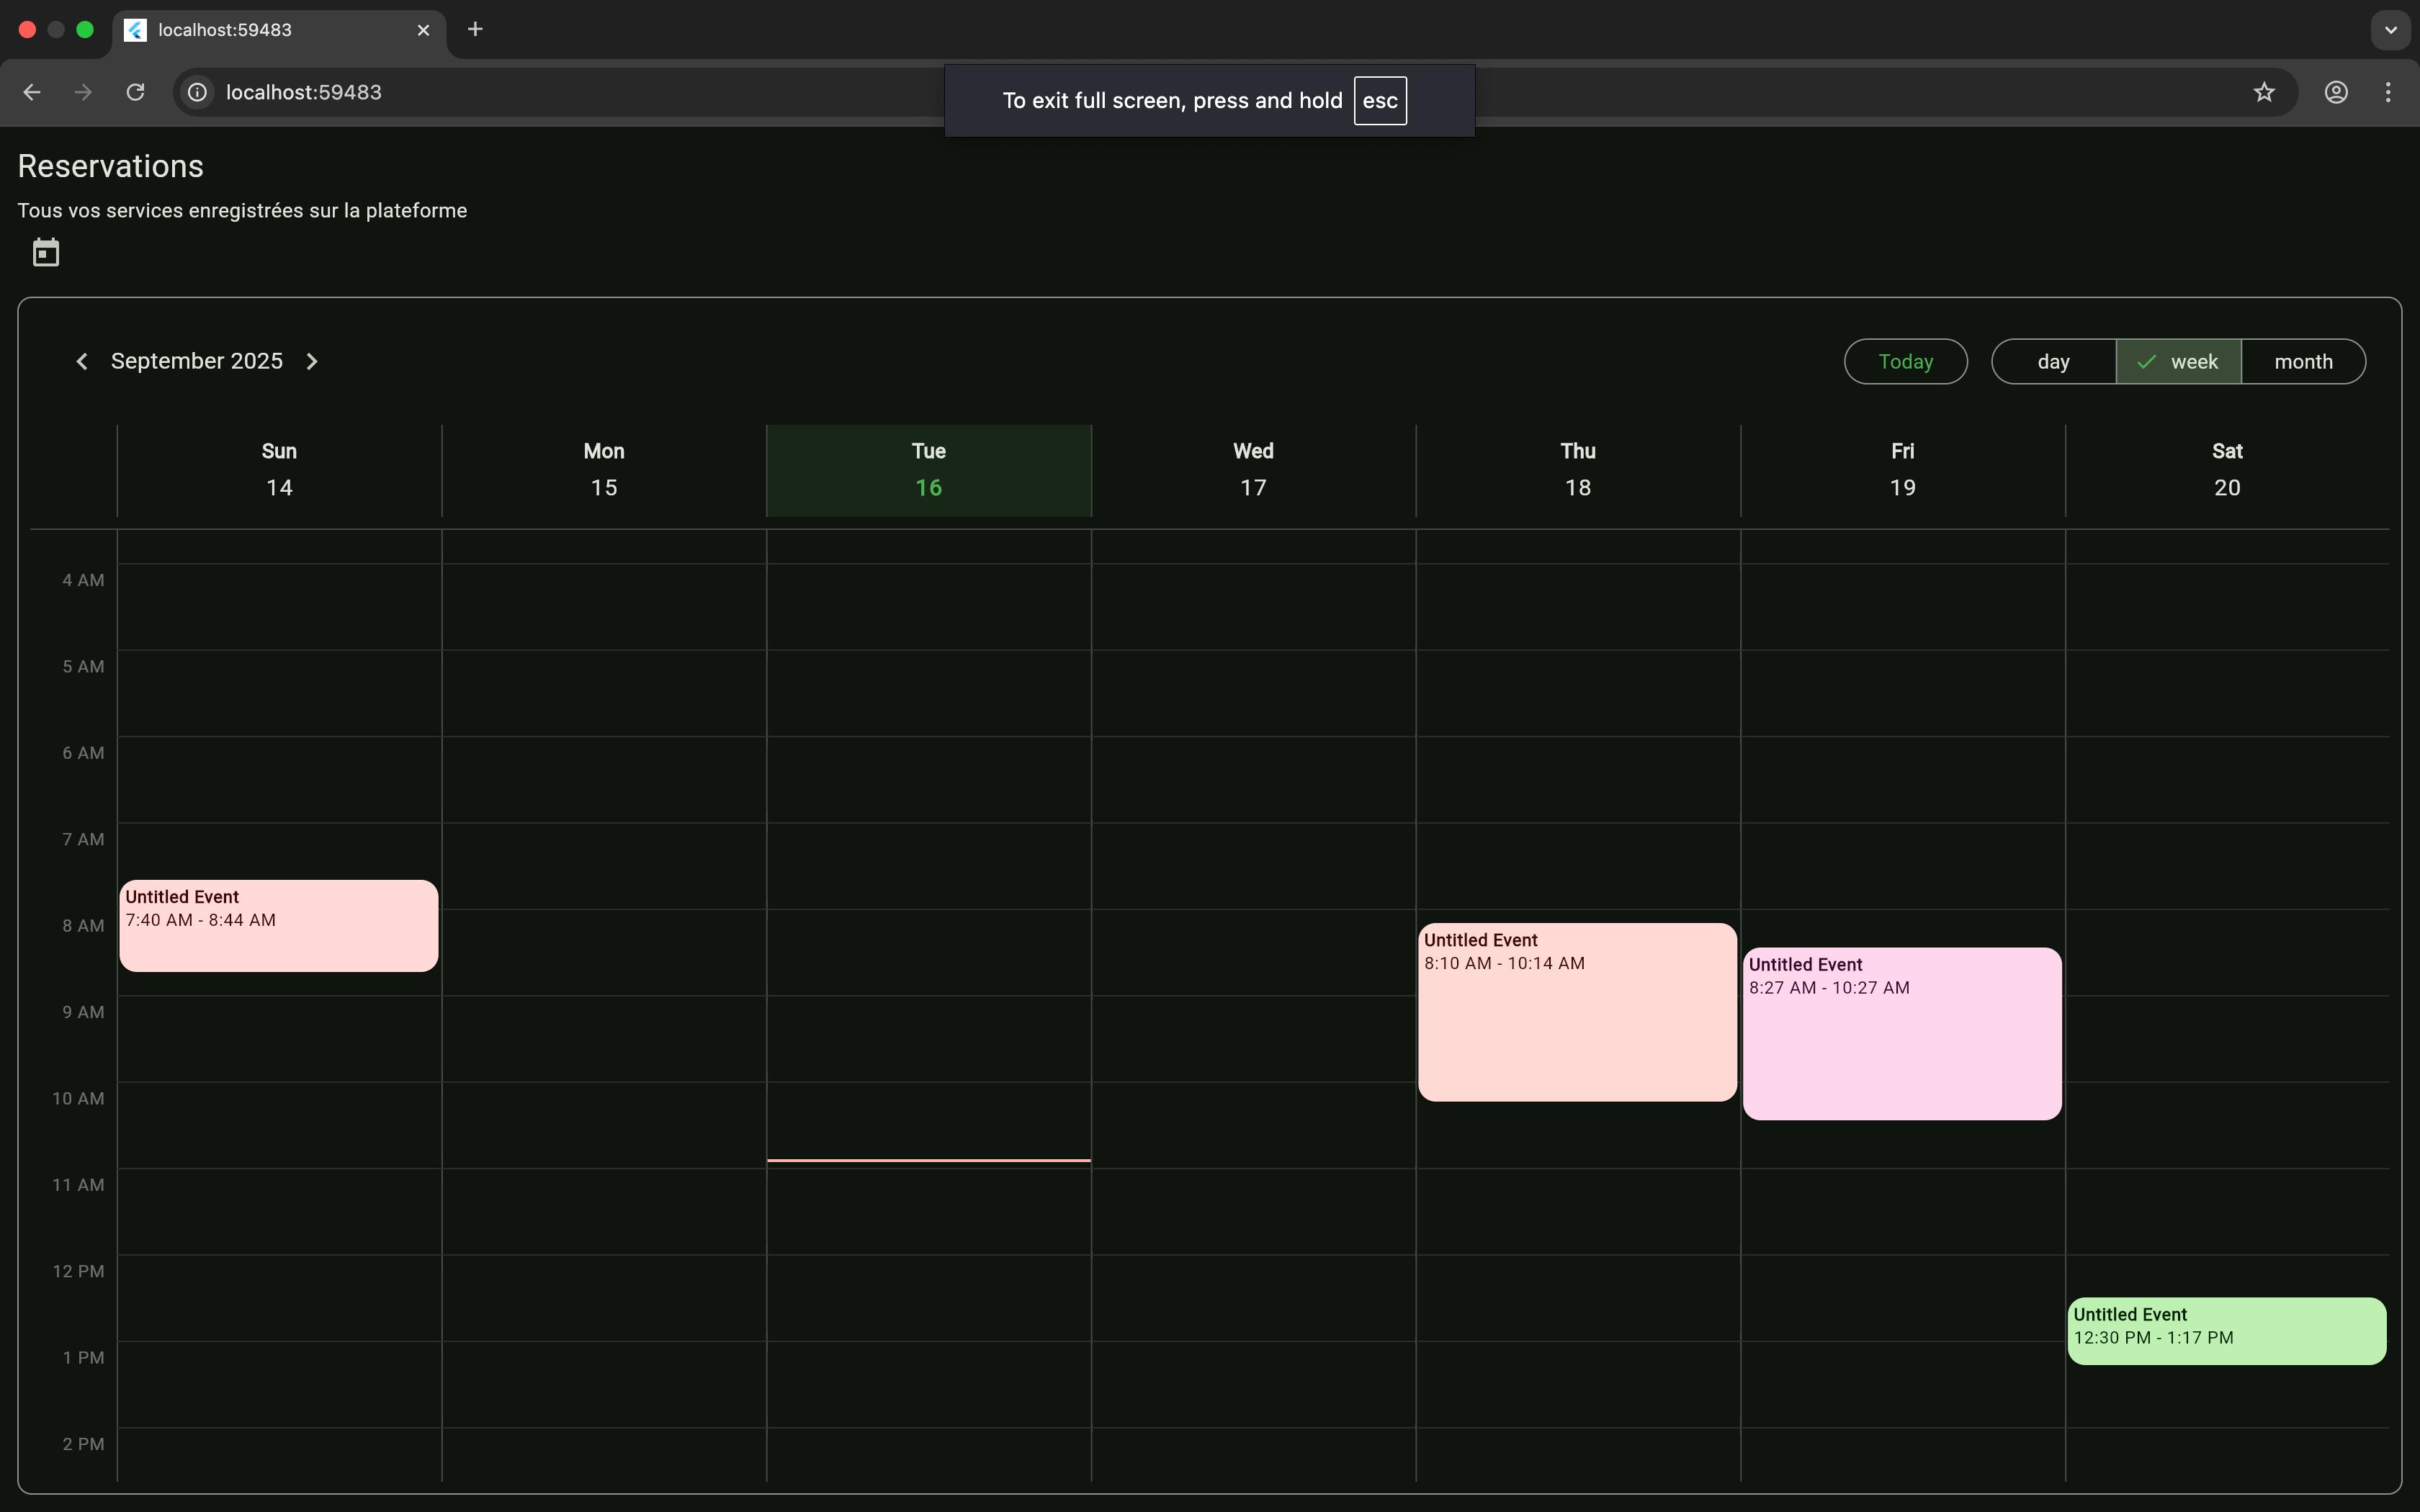 localhost:59483
localhost:59483
To exit full screen, press and hold esc
Reservations
Tous vos services enregistrées sur la plateforme
September 2025
Today
day
week
month
Sun
14
Mon
15
Tue
16
Wed
17
Thu
18
Fri
19
Sat
20
4 AM
5 AM
6 AM
7 AM
8 AM
9 AM
10 AM
11 AM
12 PM
1 PM
2 PM
Untitled Event
7:40 AM - 8:44 AM
Untitled Event
8:10 AM - 10:14 AM
Untitled Event
8:27 AM - 10:27 AM
Untitled Event
12:30 PM - 1:17 PM